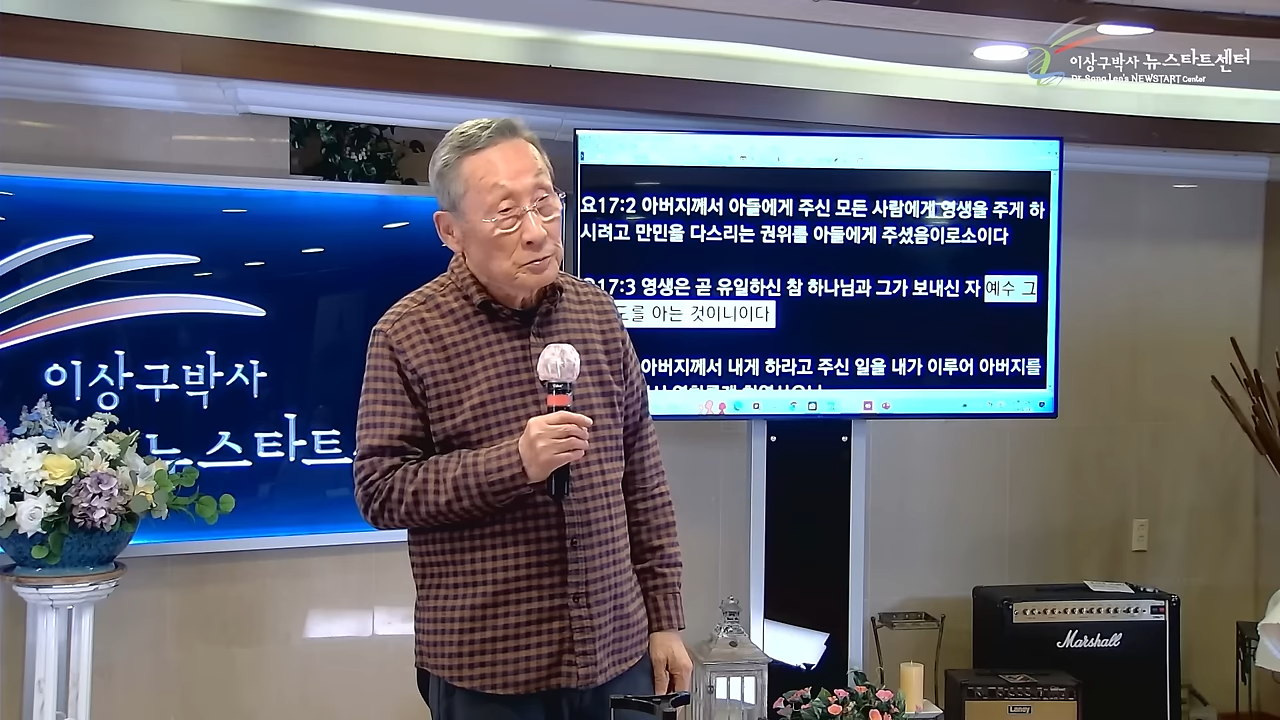 이상구박사 뉴스타트센터
Dr. Sang Lee's NEWSTART Center
요17:2 아버지께서 아들에게 주신 모든 사람에게 영생을 주게 하
시려고 만민을 다스리는 권위를 아들에게 주셨음이로소이다
17:3 영생은 곧 유일하신 참 하나님과 그가 보내신 자 예수 그
도를 아는 것이니이다
아버지께서 내게 하라고 주신 일을 내가 이루어 아버지를
이상구박사
뉴스타트
Marshall
Laney